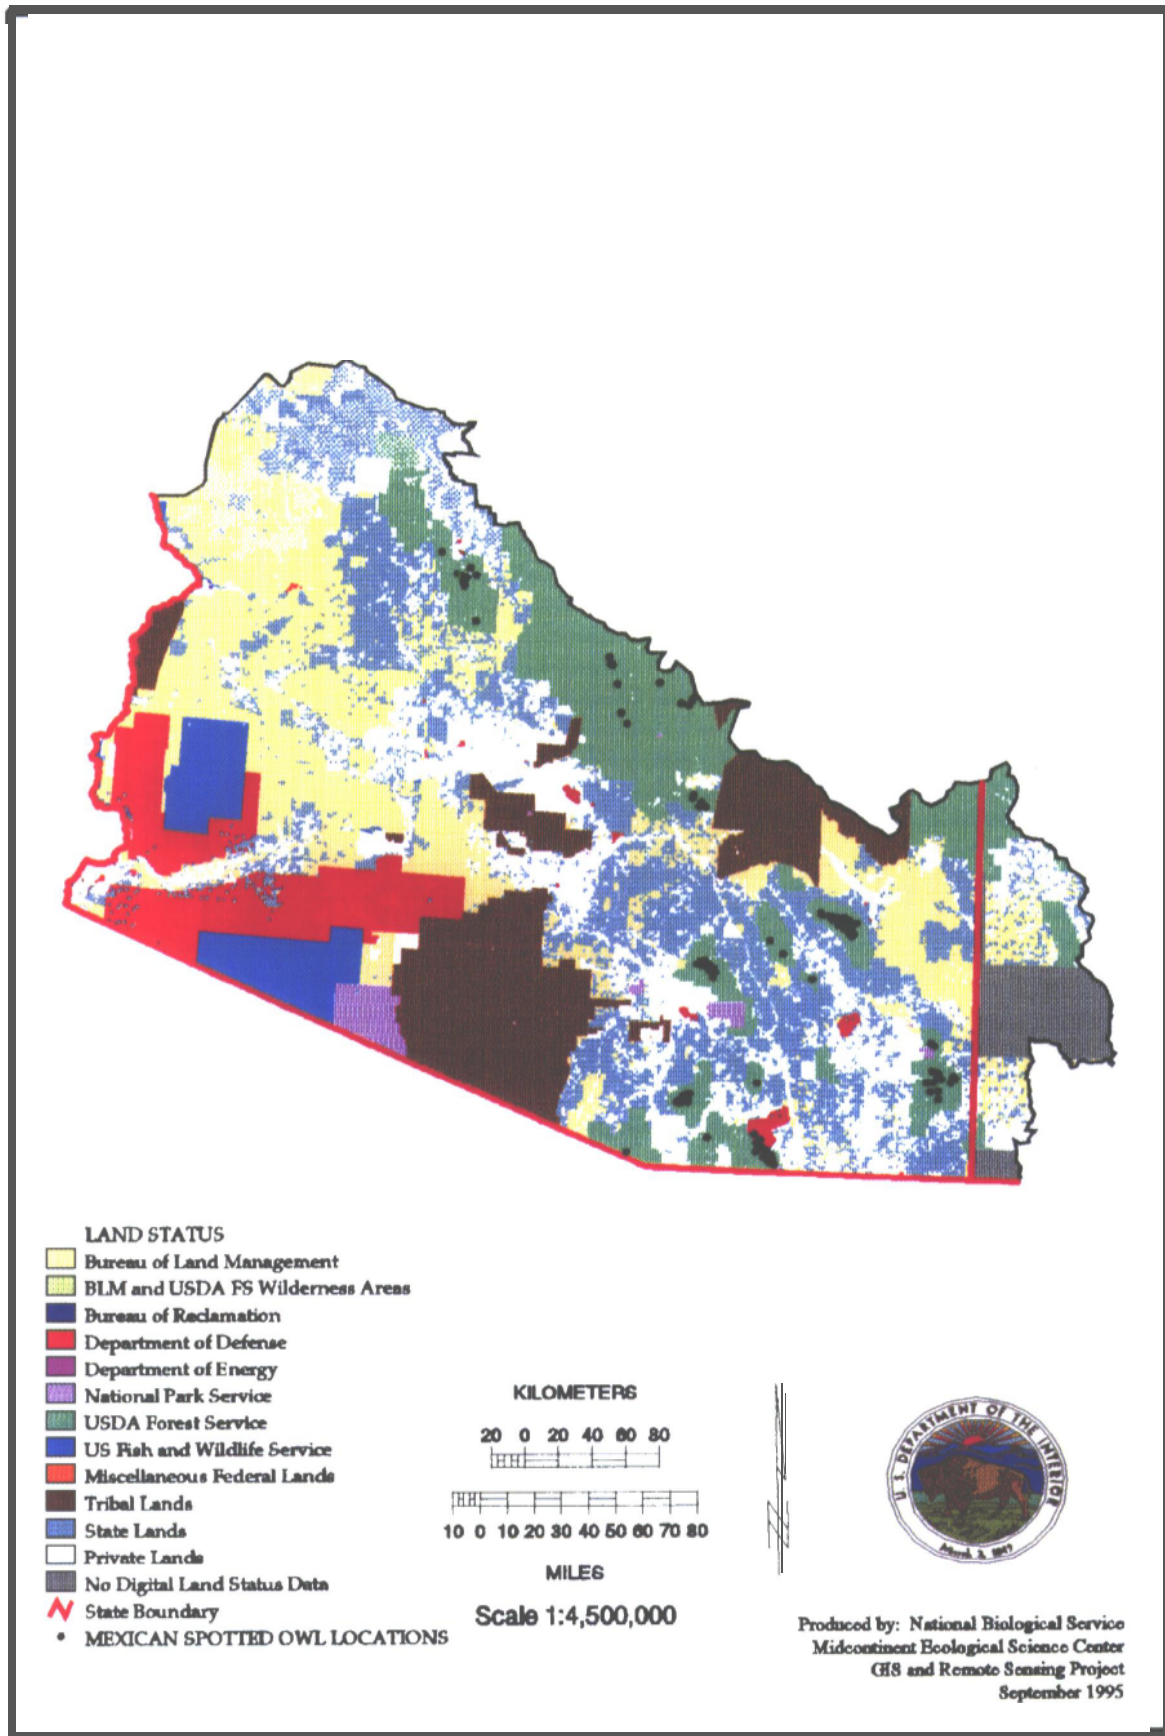 LAND STATUS
Bureau of Land Management
BLM and USDA FS Wilderness Areas
Bureau of Reclamation
Department of Defense
Department of Energy
National Park Service
USDA Forest Service
US Fish and Wildlife Service
Miscellaneous Federal Lands
Tribal Lands
State Lands
Private Lands
No Digital Land Status Data
State Boundary
MEXICAN SPOTTED OWL LOCATIONS
KILOMETERS
20 0 20 40 60 80
10 0 10 20 30 40 50 60 70 80
MILES
Scale 1:4,500,000
U.S. DEPARTMENT OF THE INTERIOR
March 3, 1849
Produced by: National Biological Service
Midcontinent Ecological Science Center
GIS and Remote Sensing Project
September 1995